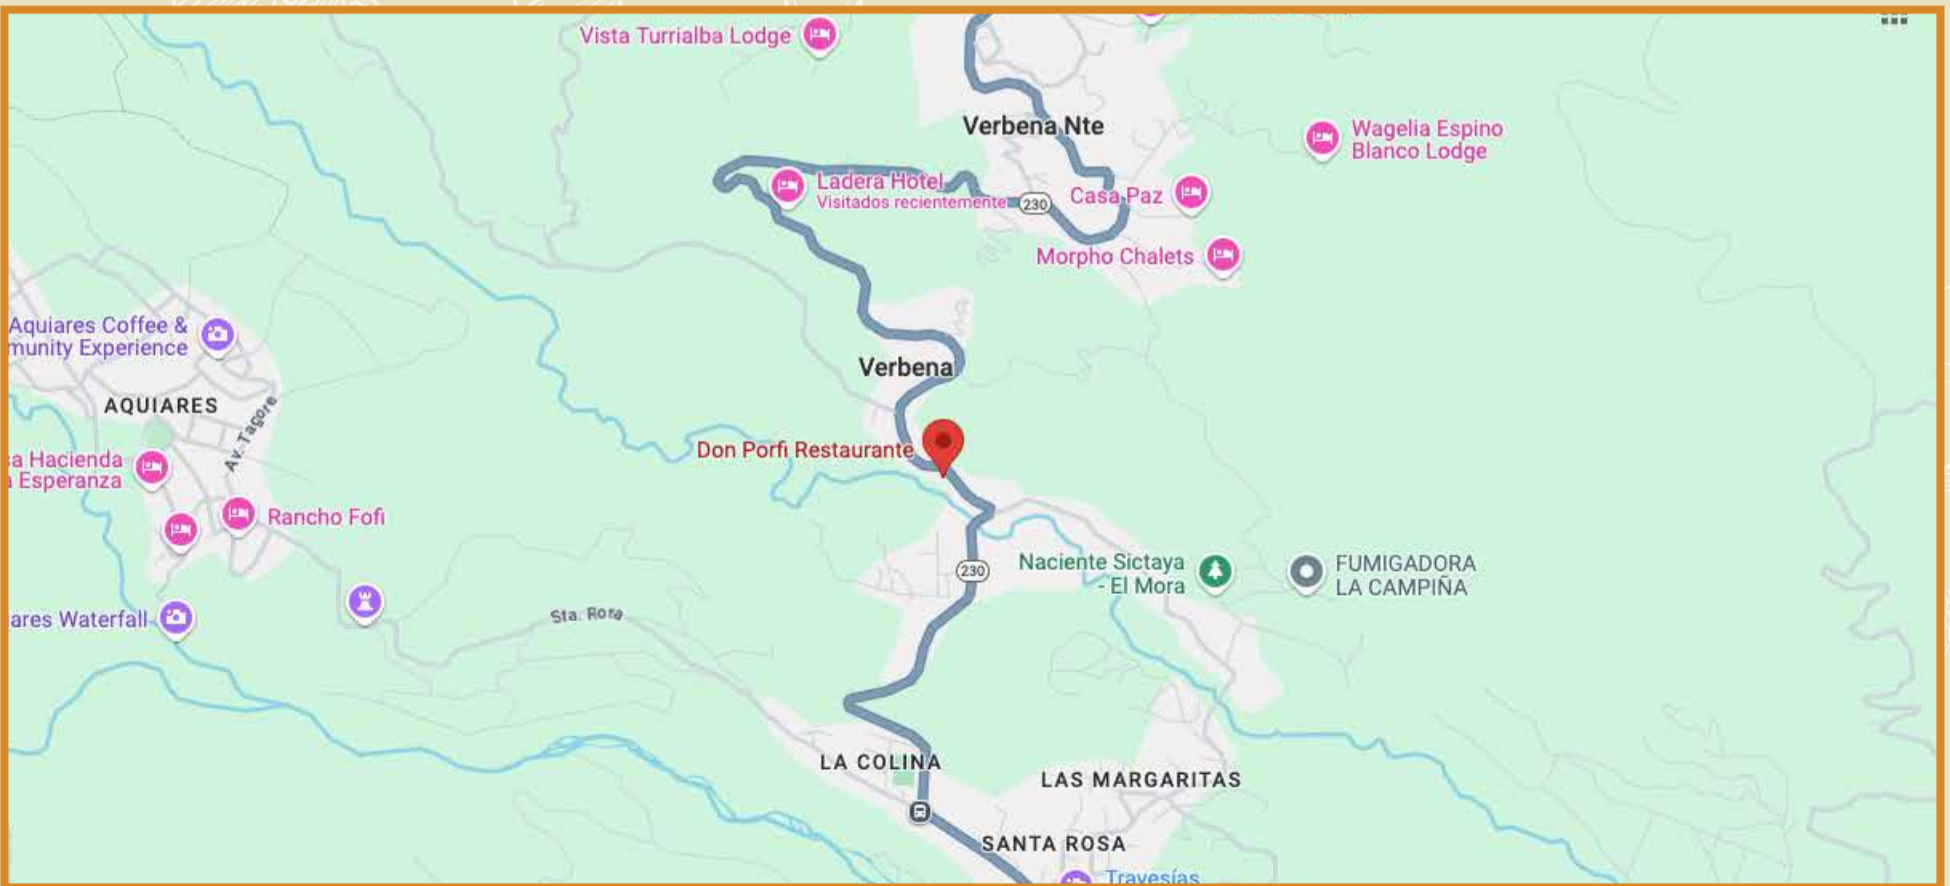 Vista Turrialba Lodge
Verbena Nte
Wagelia Espino
Blanco Lodge
Ladera Hotel
Visitados recientemente
230
Casa Paz
Morpho Chalets
Aquiares Coffee &
munity Experience
Verbena
AQUIARES
Av. Tagore
Don Porfi Restaurante
sa Hacienda
a Esperanza
Rancho Fofi
230
Naciente Sictaya
- El Mora
FUMIGADORA
LA CAMPIÑA
ares Waterfall
Sta. Rosa
LA COLINA
LAS MARGARITAS
SANTA ROSA
Travesías